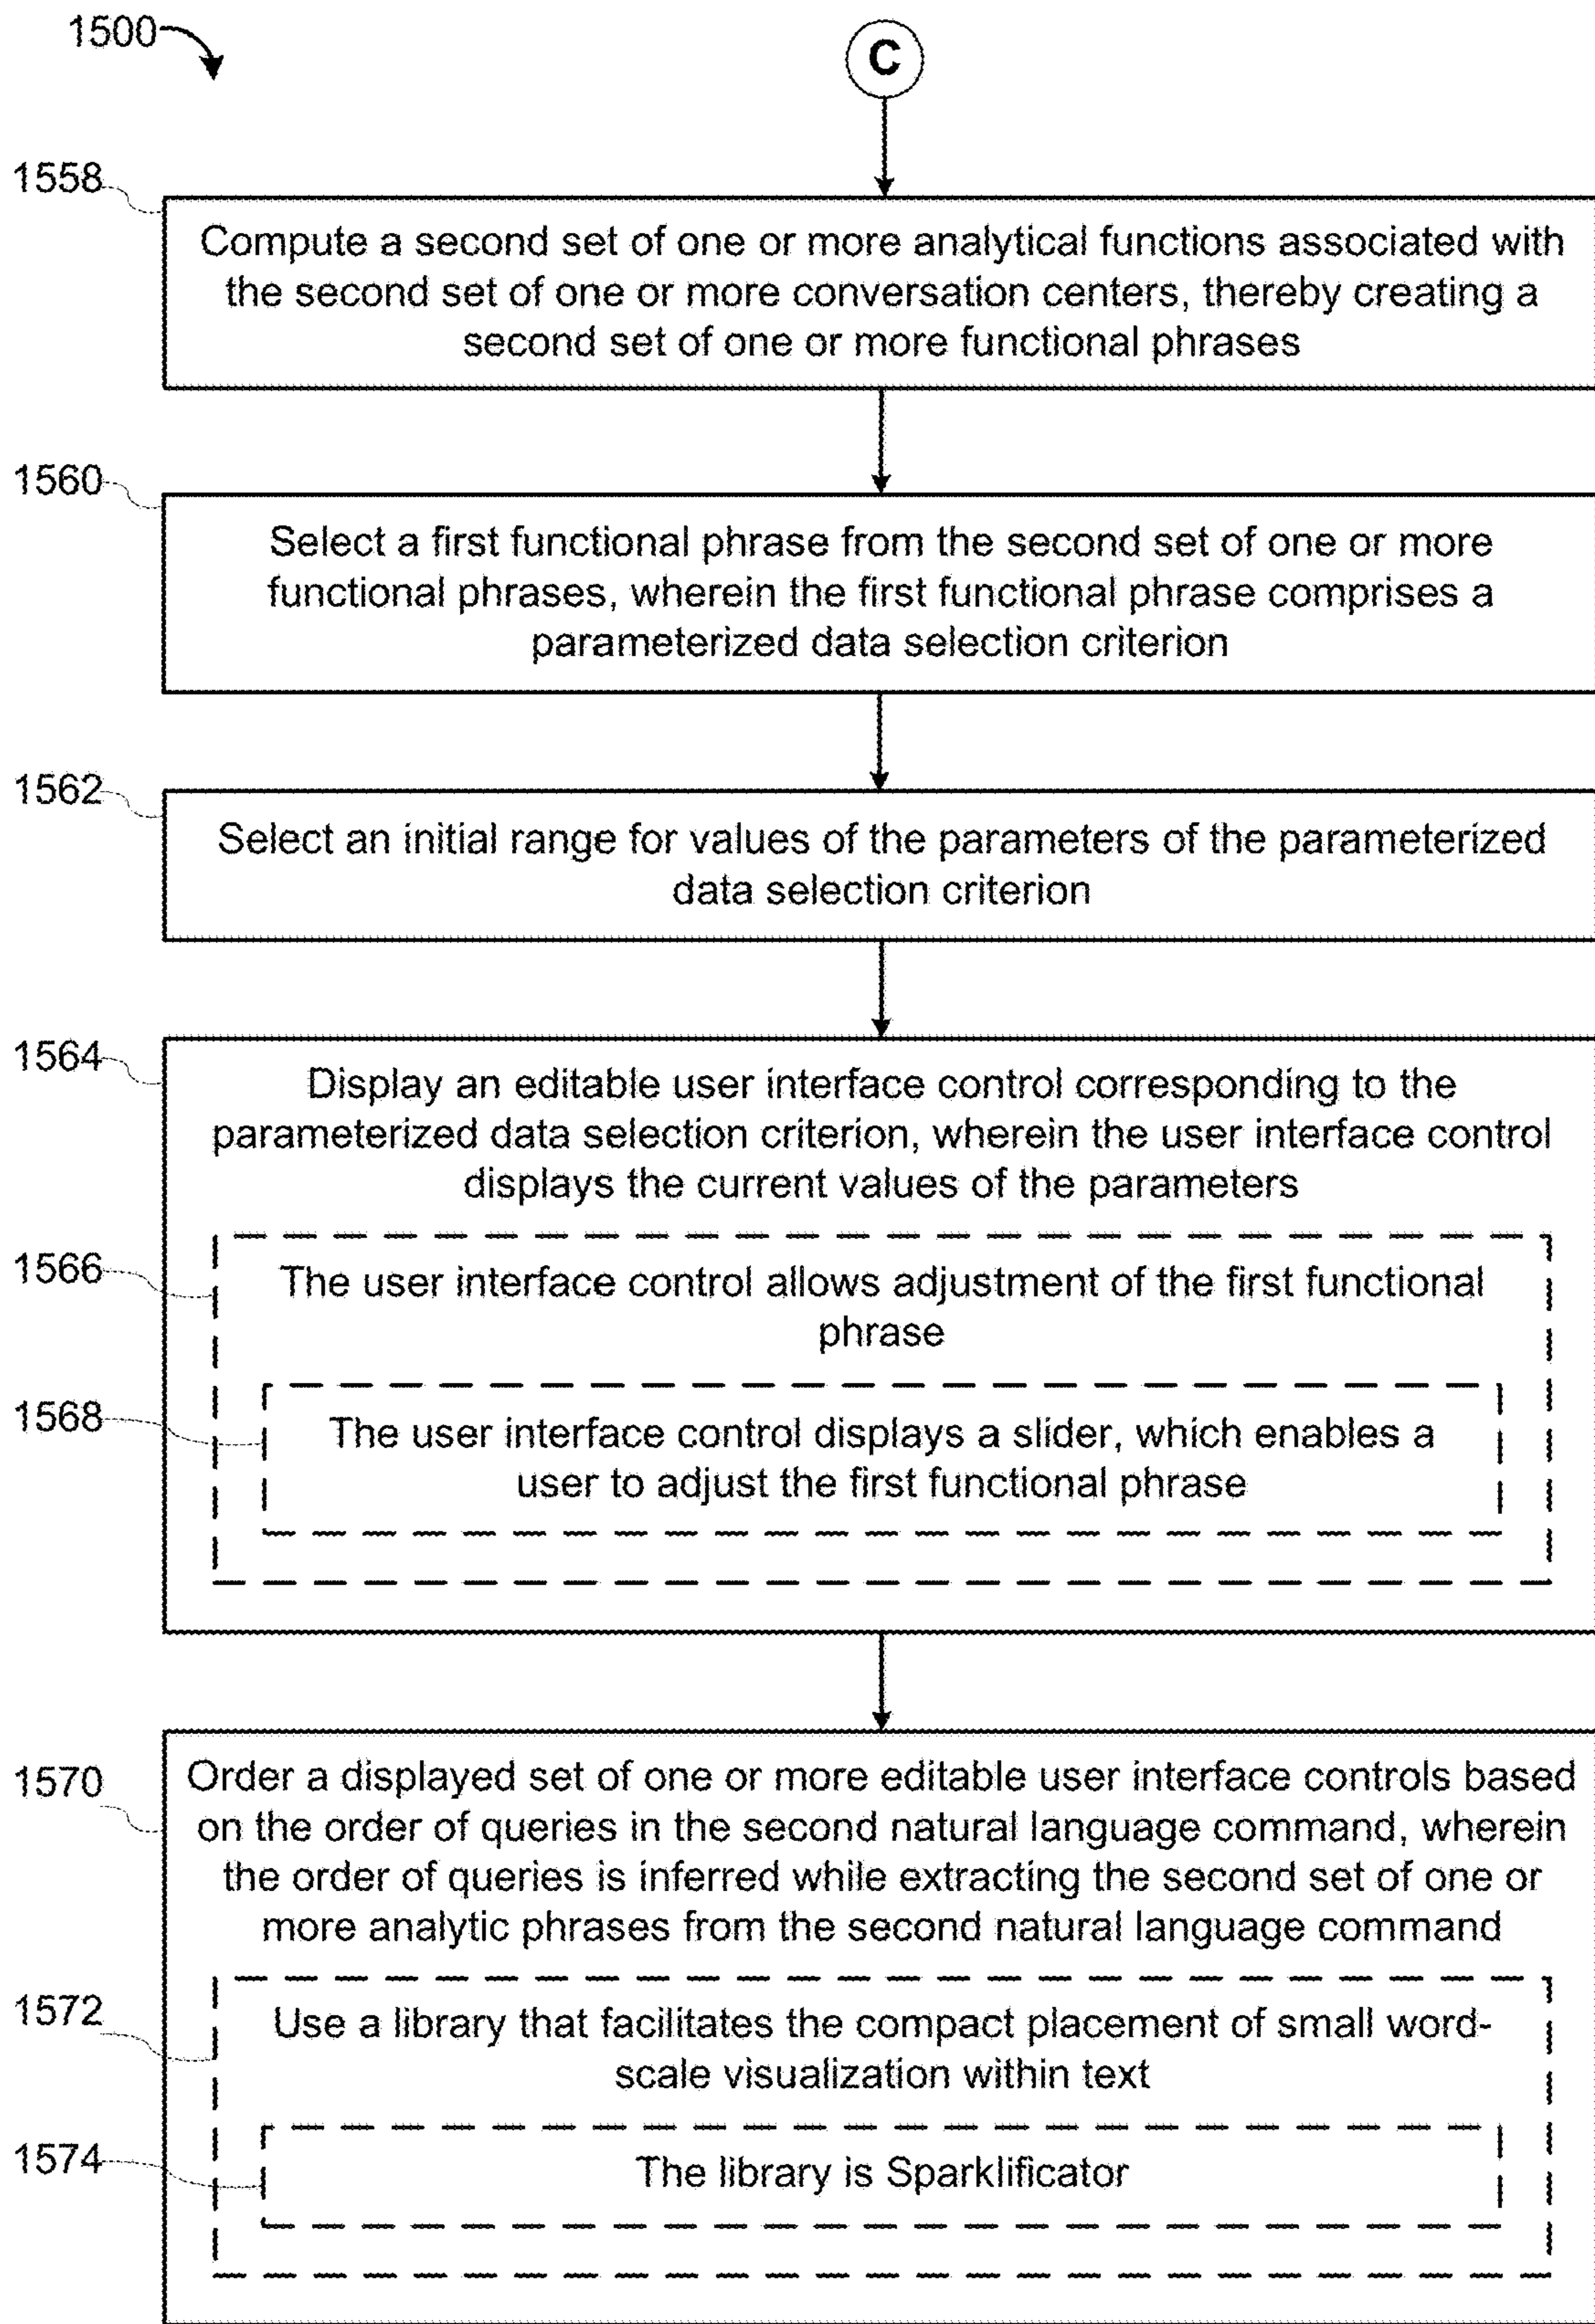 1500
C
1558
Compute a second set of one or more analytical functions associated with
the second set of one or more conversation centers, thereby creating a
second set of one or more functional phrases
1560
Select a first functional phrase from the second set of one or more
functional phrases, wherein the first functional phrase comprises a
parameterized data selection criterion
1562
Select an initial range for values of the parameters of the parameterized
data selection criterion
1564
Display an editable user interface control corresponding to the
parameterized data selection criterion, wherein the user interface control
displays the current values of the parameters
1566
The user interface control allows adjustment of the first functional
phrase
1568
The user interface control displays a slider, which enables a
user to adjust the first functional phrase
1570
Order a displayed set of one or more editable user interface controls based
on the order of queries in the second natural language command, wherein
the order of queries is inferred while extracting the second set of one or
more analytic phrases from the second natural language command
1572
Use a library that facilitates the compact placement of small word-
scale visualization within text
1574
The library is Sparklificator